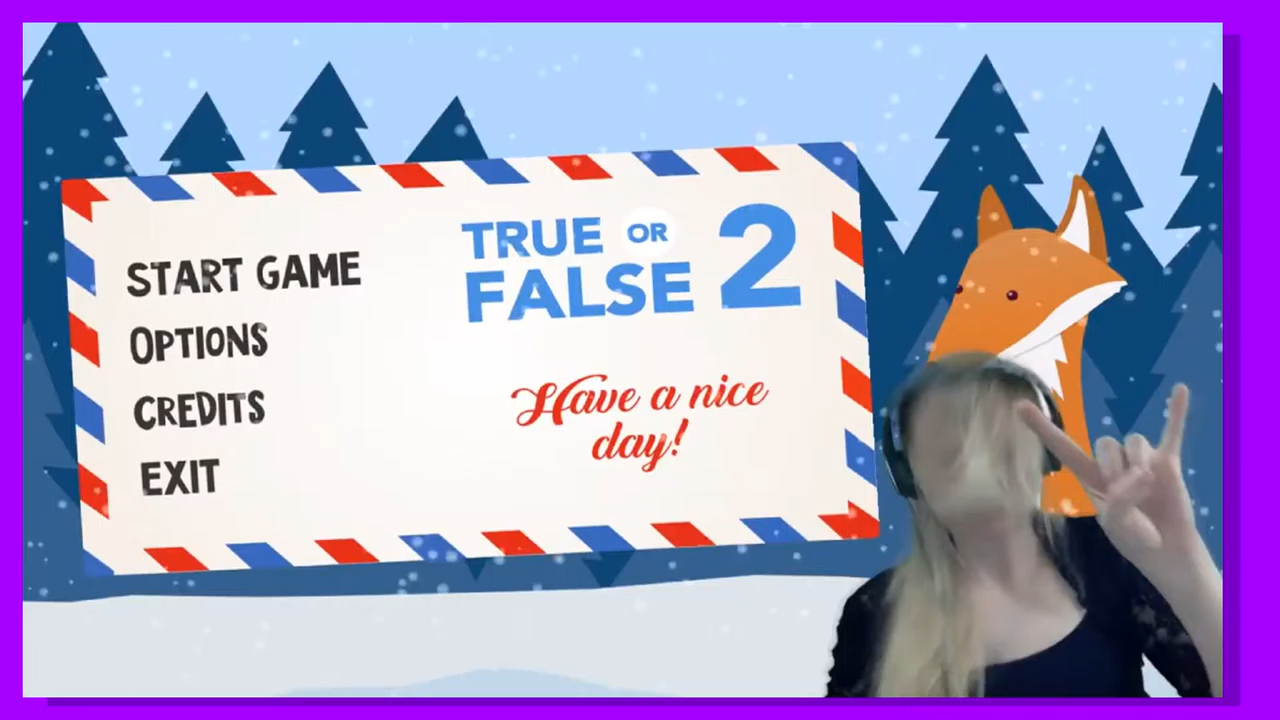 START GAME
OPTIONS
CREDITS
EXIT
TRUE OR
FALSE 2
Have a nice
day!